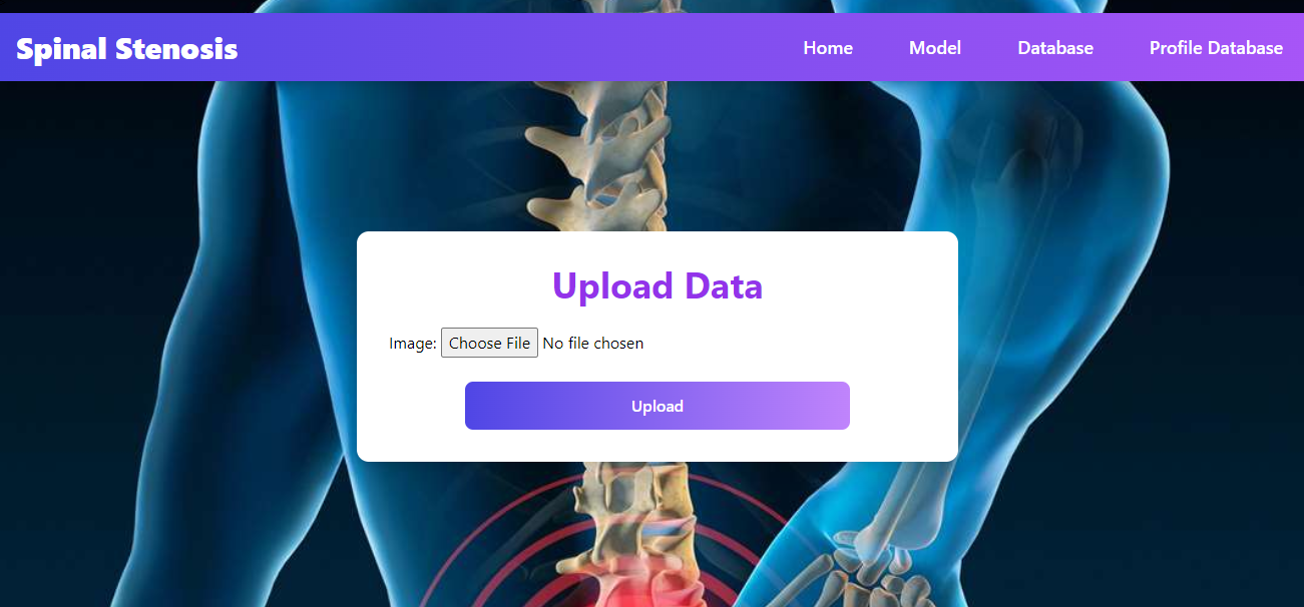 Spinal Stenosis
Home Model Database Profile Database
Upload Data
Image: Choose File No file chosen
Upload